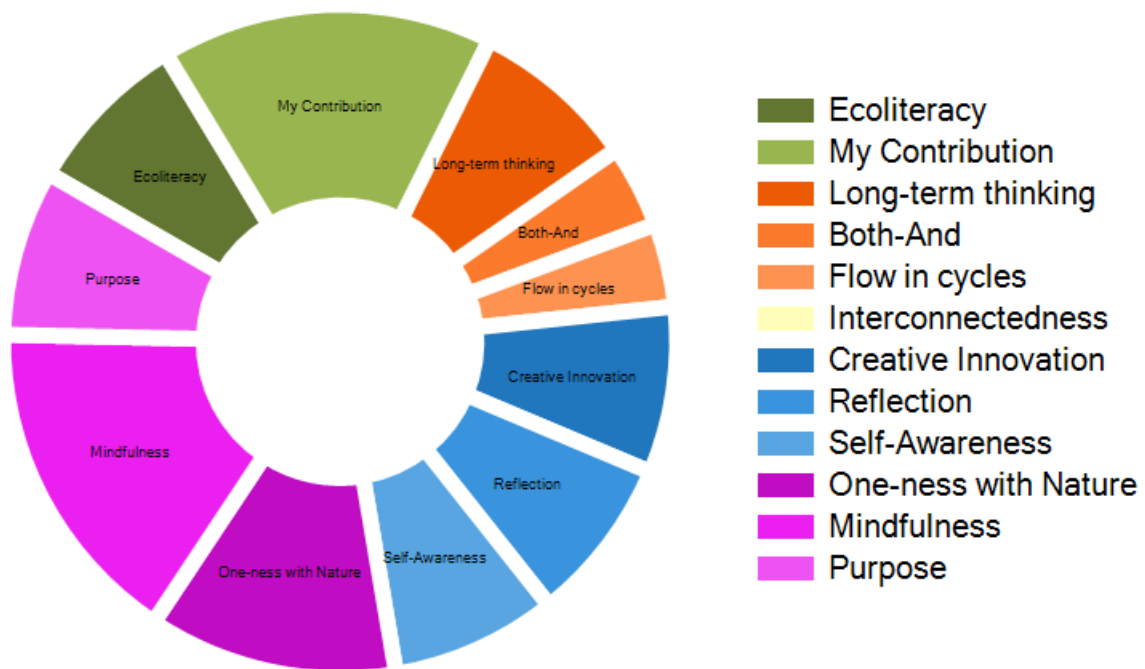 My Contribution
Long-term thinking
Ecoliteracy
Both-And
Purpose
Flow in cycles
Creative Innovation
Mindfulness
Reflection
Self-Awareness
One-ness with Nature
Ecoliteracy
My Contribution
Long-term thinking
Both-And
Flow in cycles
Interconnectedness
Creative Innovation
Reflection
Self-Awareness
One-ness with Nature
Mindfulness
Purpose